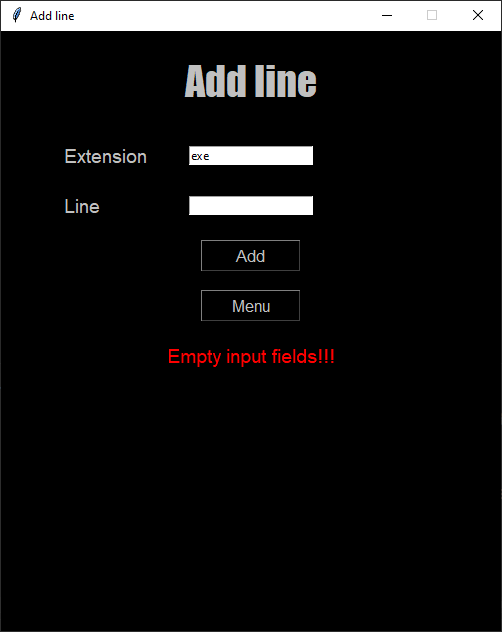 Add line
Add line
Extension exe
Line
Add
Menu
Empty input fields!!!